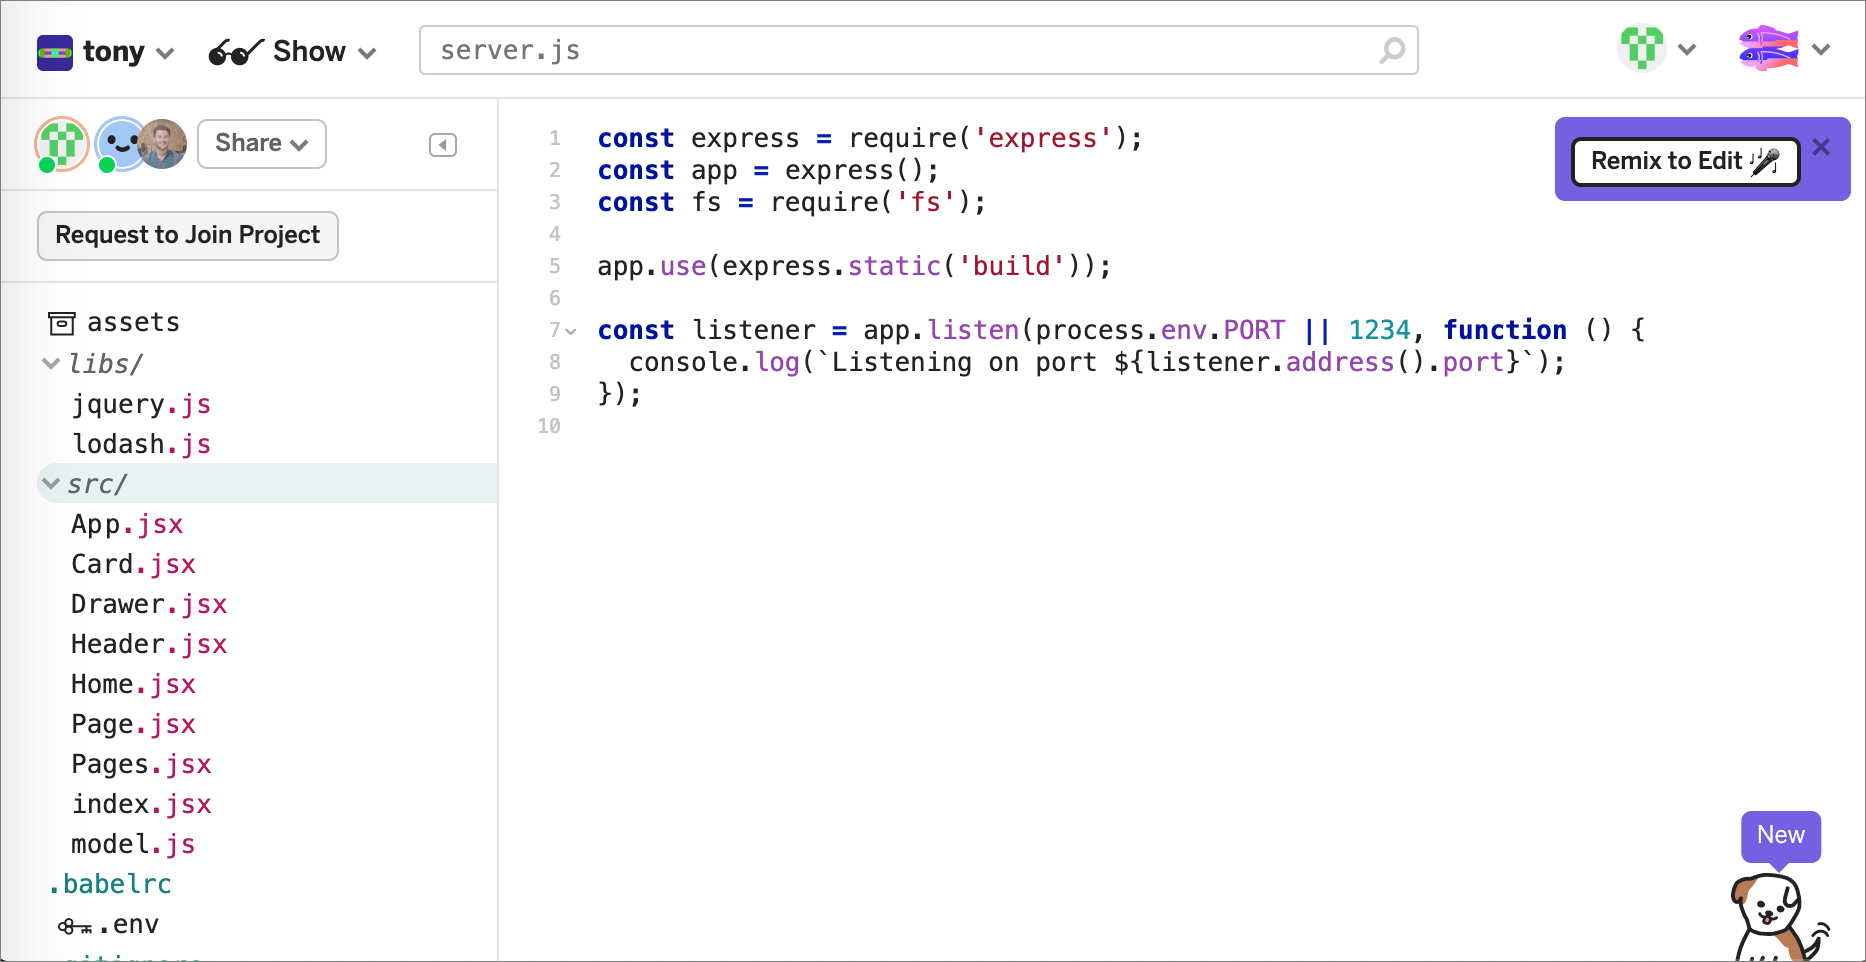 tony
Show
server.js
Share
Request to Join Project
assets
libs/
jquery.js
lodash.js
src/
App.jsx
Card.jsx
Drawer.jsx
Header.jsx
Home.jsx
Page.jsx
Pages.jsx
index.jsx
model.js
.babelrc
.env
1 const express = require('express');
2 const app = express();
3 const fs = require('fs');
4
5 app.use(express.static('build'));
6
7 const listener = app.listen(process.env.PORT || 1234, function () {
8   console.log(`Listening on port ${listener.address().port}`);
9 });
10
Remix to Edit
New